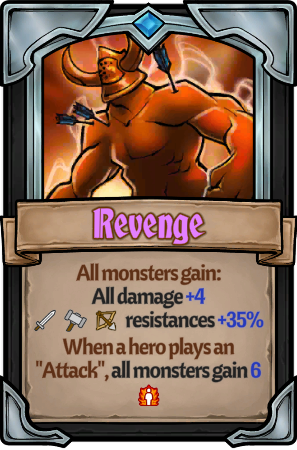 Revenge
All monsters gain:
All damage +4
resistances +35%
When a hero plays an
"Attack", all monsters gain 6